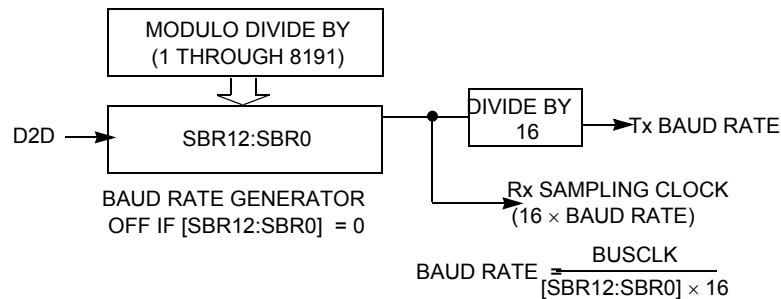 MODULO DIVIDE BY
(1 THROUGH 8191)
D2D
SBR12:SBR0
DIVIDE BY
16
Tx BAUD RATE
BAUD RATE GENERATOR
OFF IF [SBR12:SBR0] = 0
Rx SAMPLING CLOCK
(16 × BAUD RATE)
BAUD RATE =
BUSCLK
[SBR12:SBR0] × 16